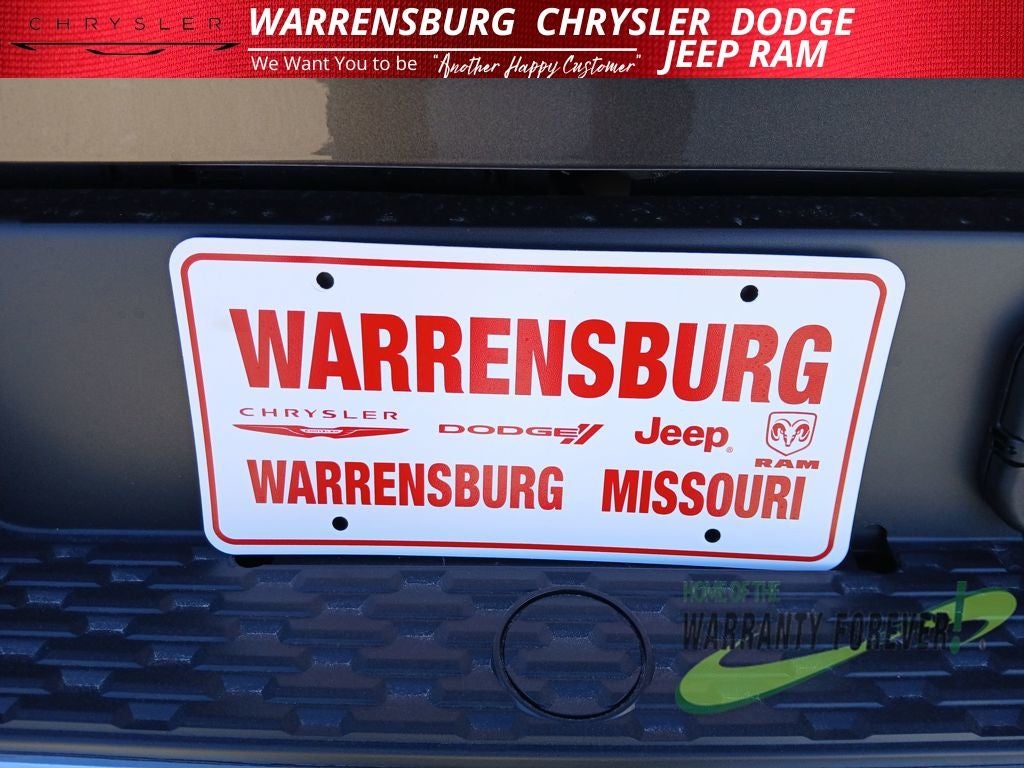 CHRYSLER
WARRENSBURG CHRYSLER DODGE
JEEP RAM
We Want You to be "Another Happy Customer"
WARRENSBURG
CHRYSLER DODGE Jeep® RAM
WARRENSBURG MISSOURI
HOME OF THE
WARRANTY FOREVER!®